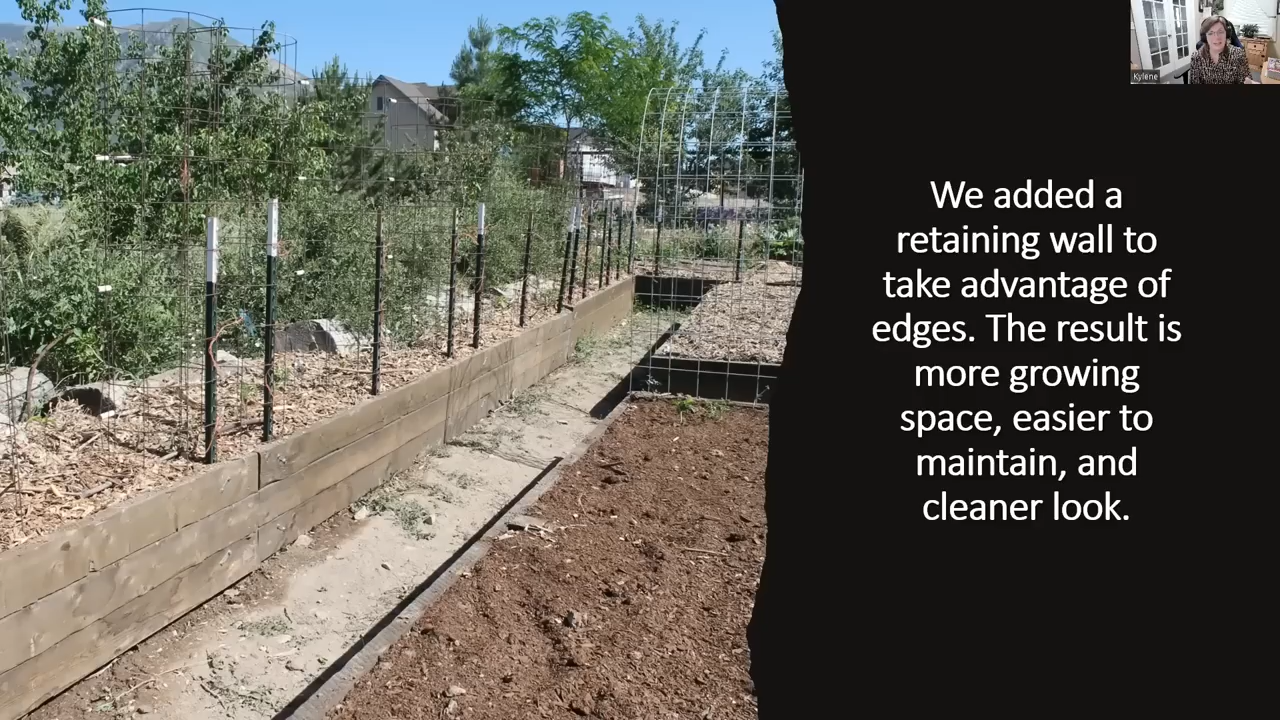 Kylene
We added a
retaining wall to
take advantage of
edges. The result is
more growing
space, easier to
maintain, and
cleaner look.